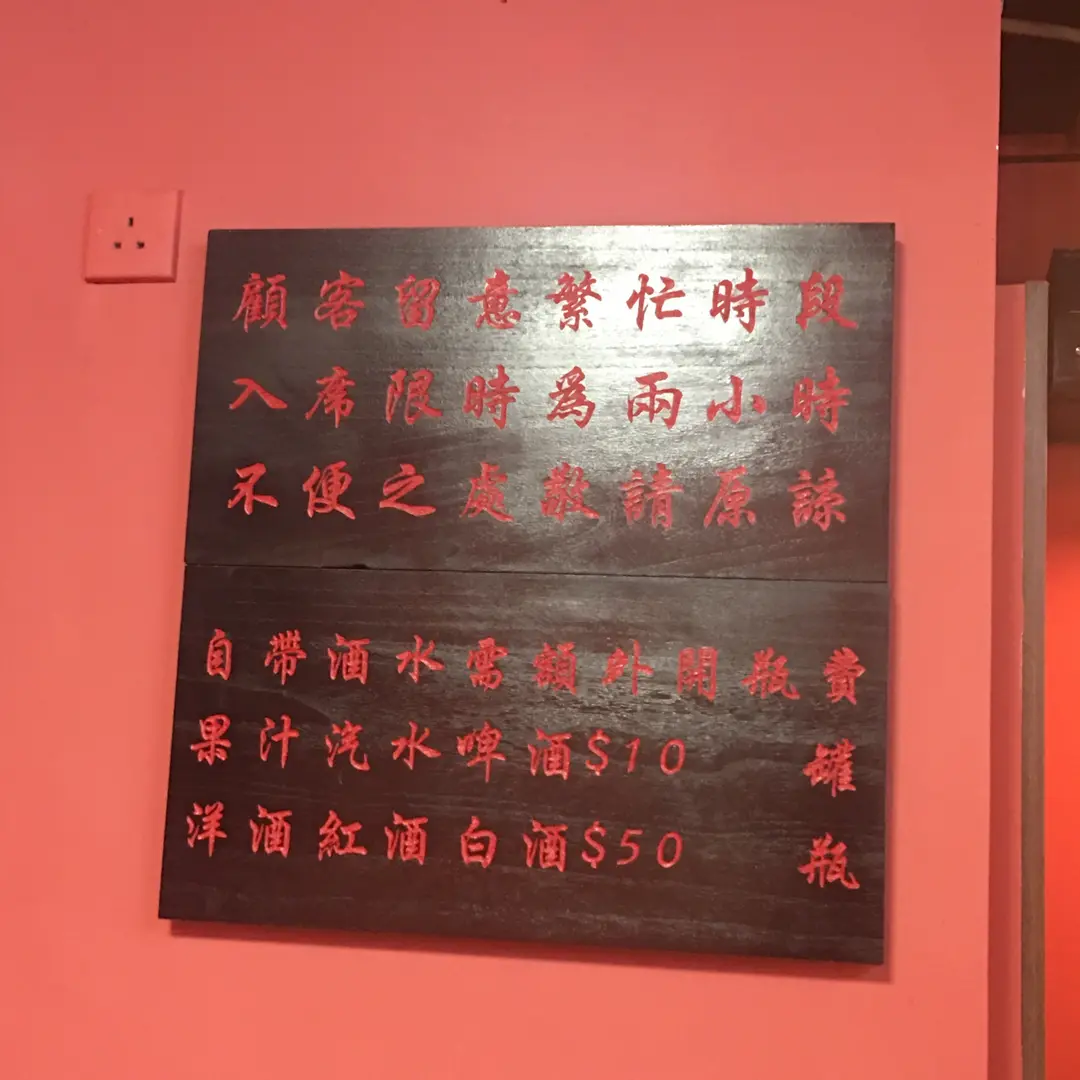 顧客留意繁忙時段
入席限時為兩小時
不便之處敬請原諒
自帶酒水需額外開瓶費
果汁汽水啤酒$10 罐
洋酒紅酒白酒$50 瓶